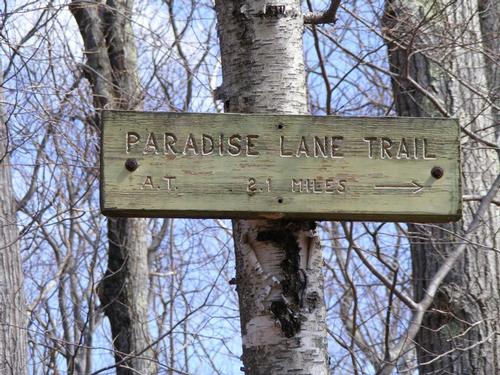 PARADISE LANE TRAIL
A.T. 2.1 MILES →